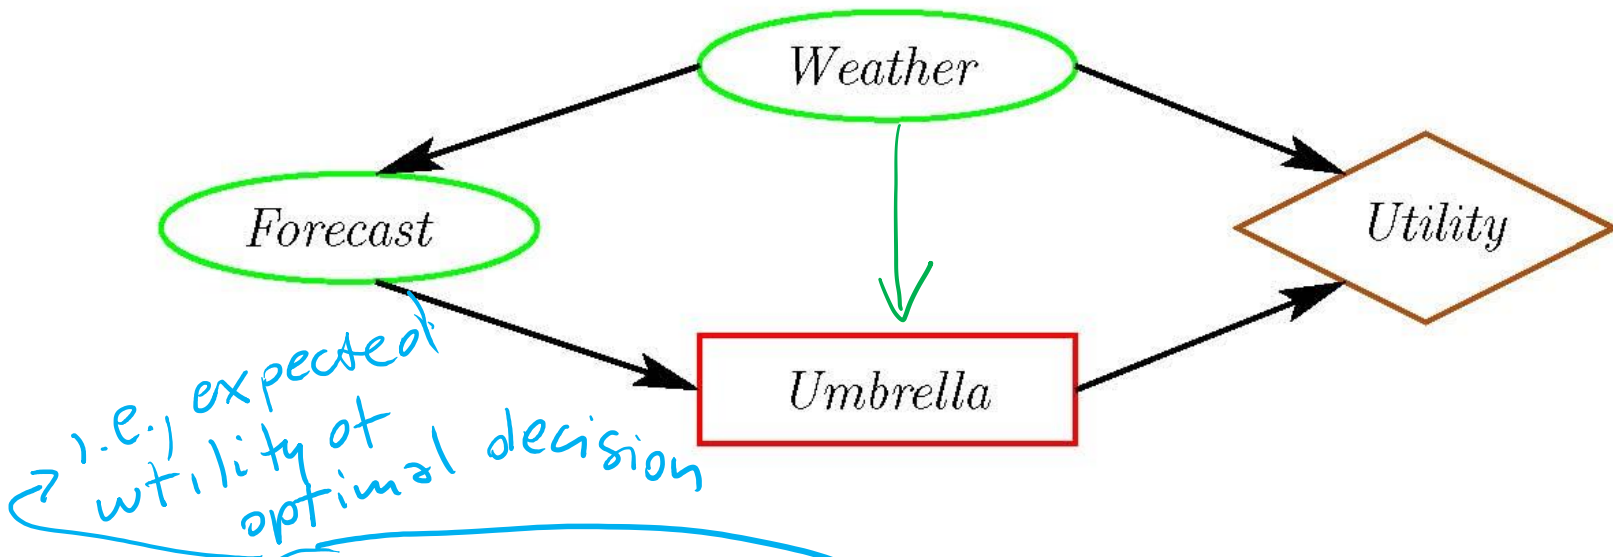 Weather
Forecast
Utility
Umbrella
i.e., expected
utility of
optimal decision